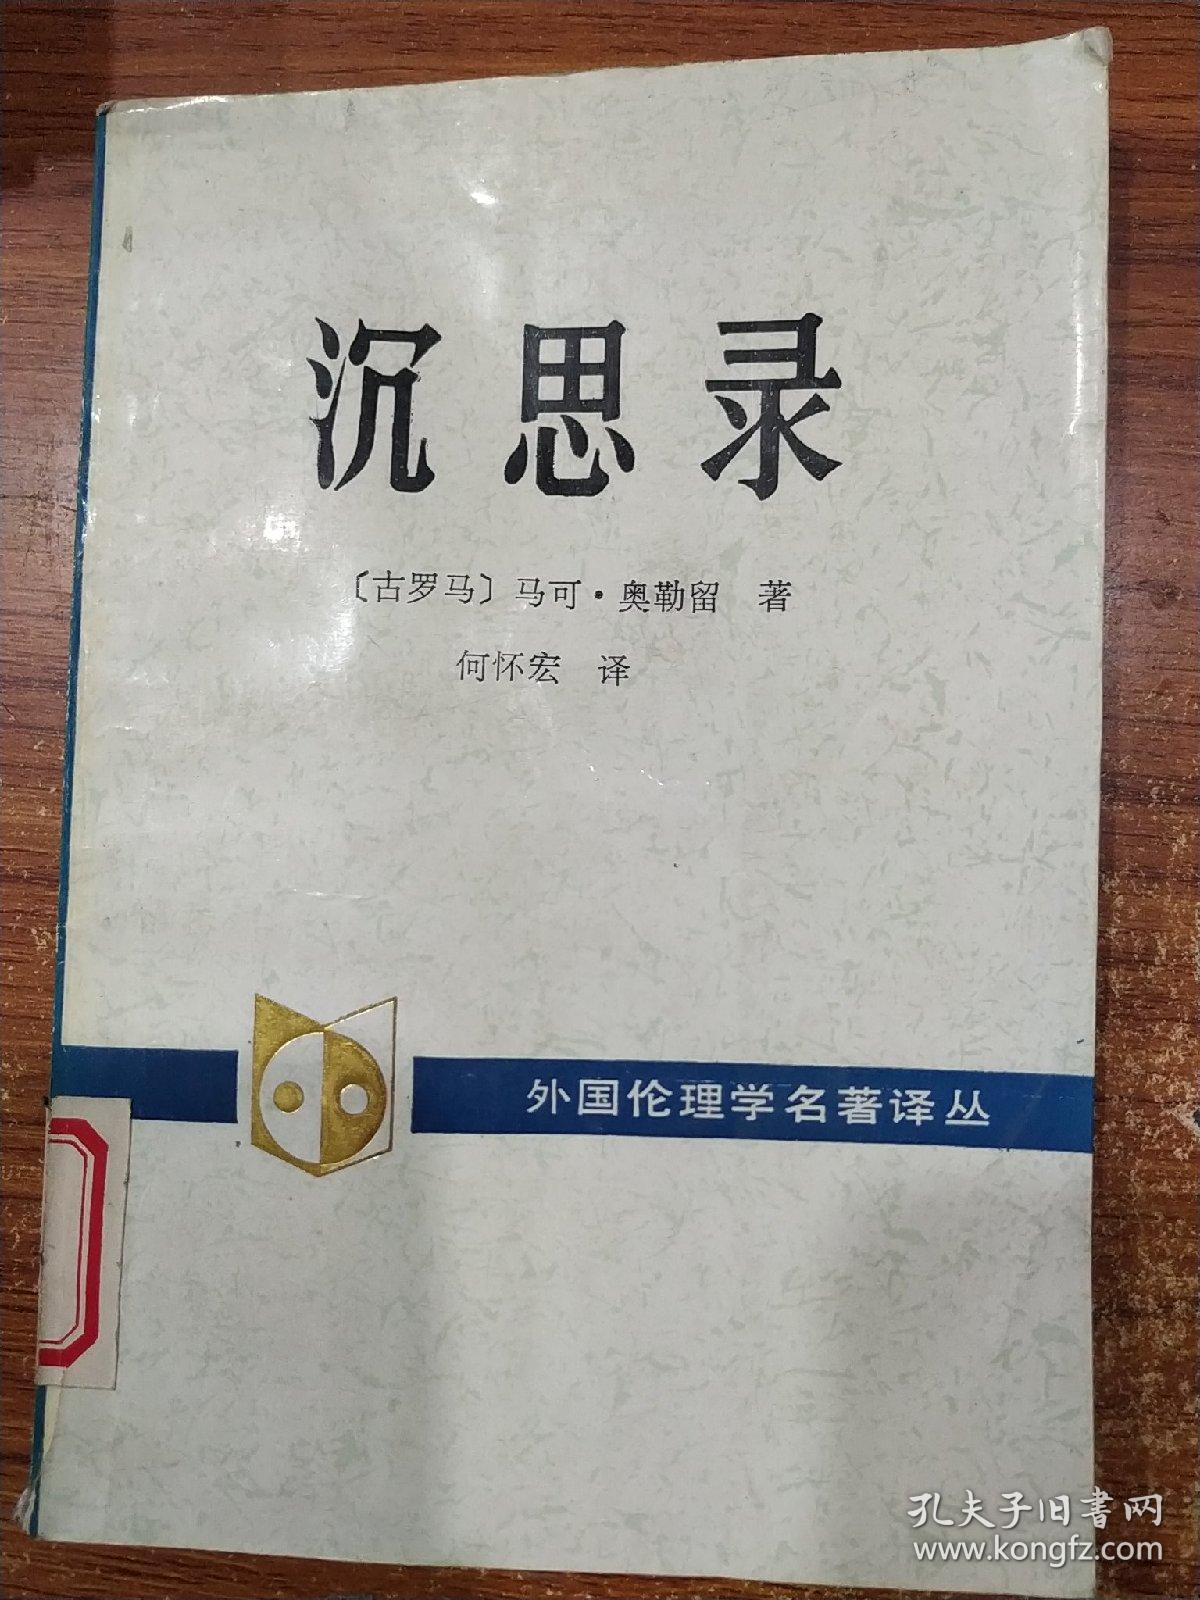 沉思录
〔古罗马〕马可·奥勒留 著
何怀宏 译
外国伦理学名著译丛
孔夫子旧書网
www.kongfz.com